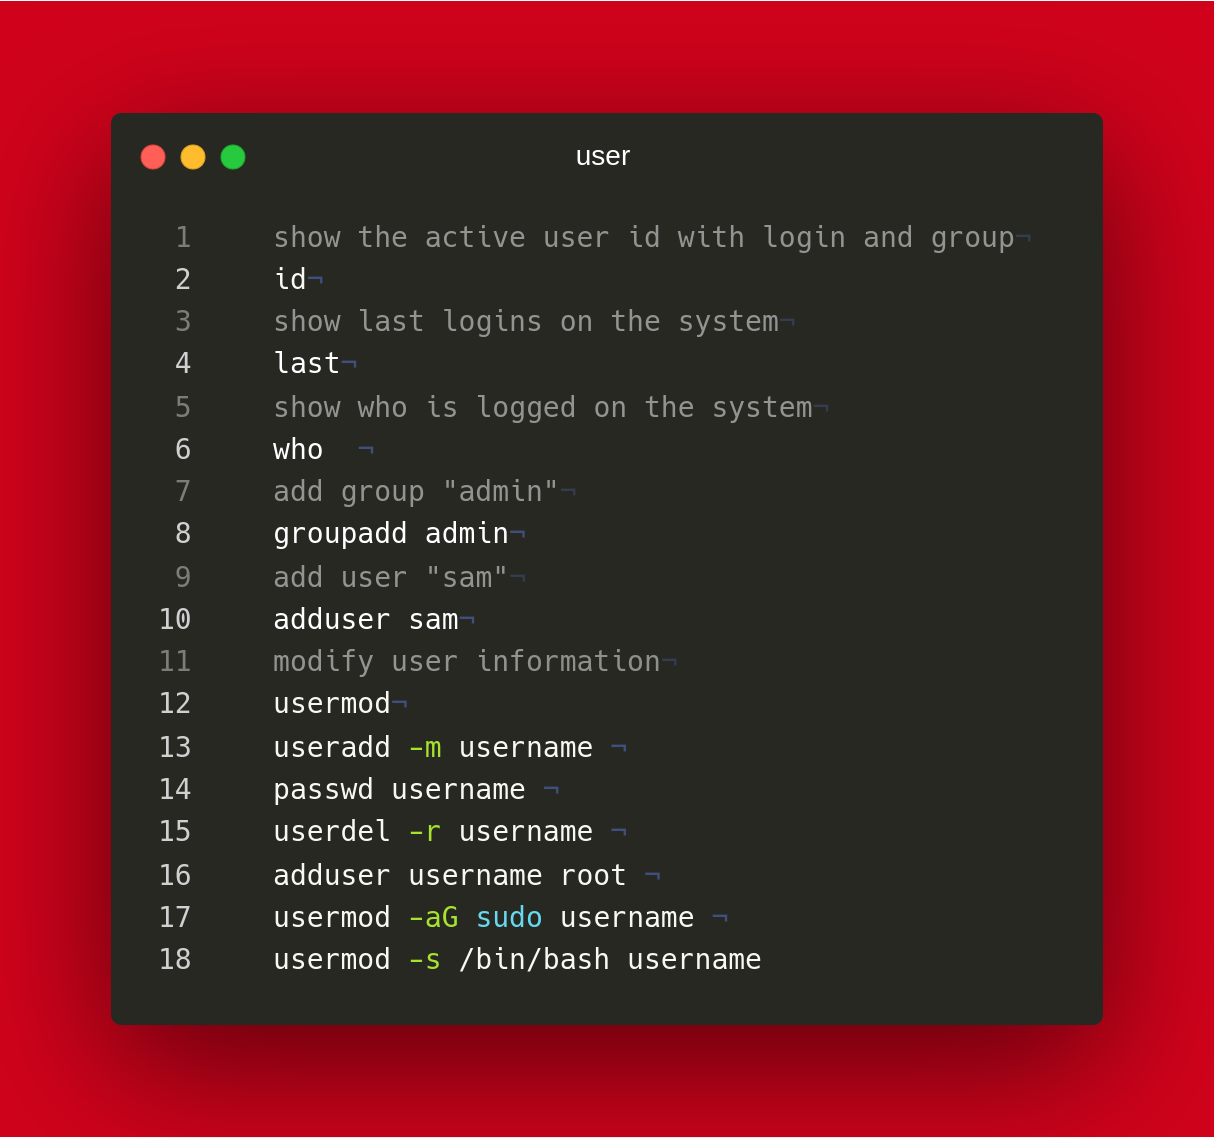 user
1 show the active user id with login and group¬
2 id¬
3 show last logins on the system¬
4 last¬
5 show who is logged on the system¬
6 who  ¬
7 add group "admin"¬
8 groupadd admin¬
9 add user "sam"¬
10 adduser sam¬
11 modify user information¬
12 usermod¬
13 useradd -m username ¬
14 passwd username ¬
15 userdel -r username ¬
16 adduser username root ¬
17 usermod -aG sudo username ¬
18 usermod -s /bin/bash username